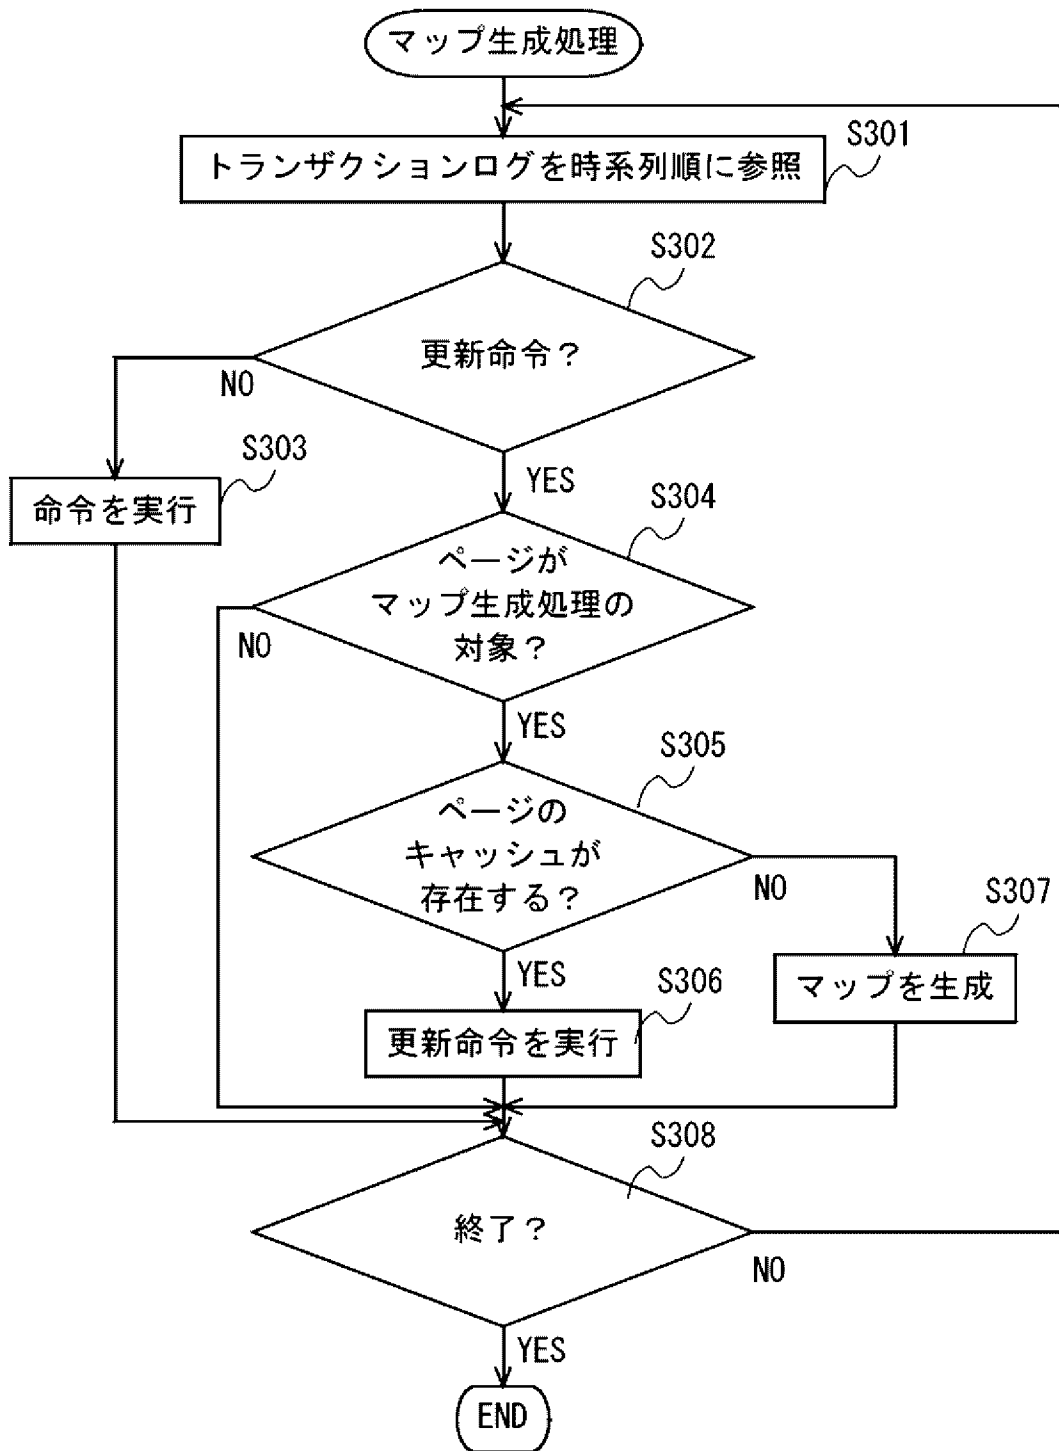 マップ生成処理
S301
トランザクションログを時系列順に参照
S302
更新命令？
NO
S303
YES
命令を実行
S304
ページが
マップ生成処理の
対象？
NO
YES
S305
ページの
キャッシュが
存在する？
NO
S307
YES
S306
マップを生成
更新命令を実行
S308
終了？
NO
YES
END